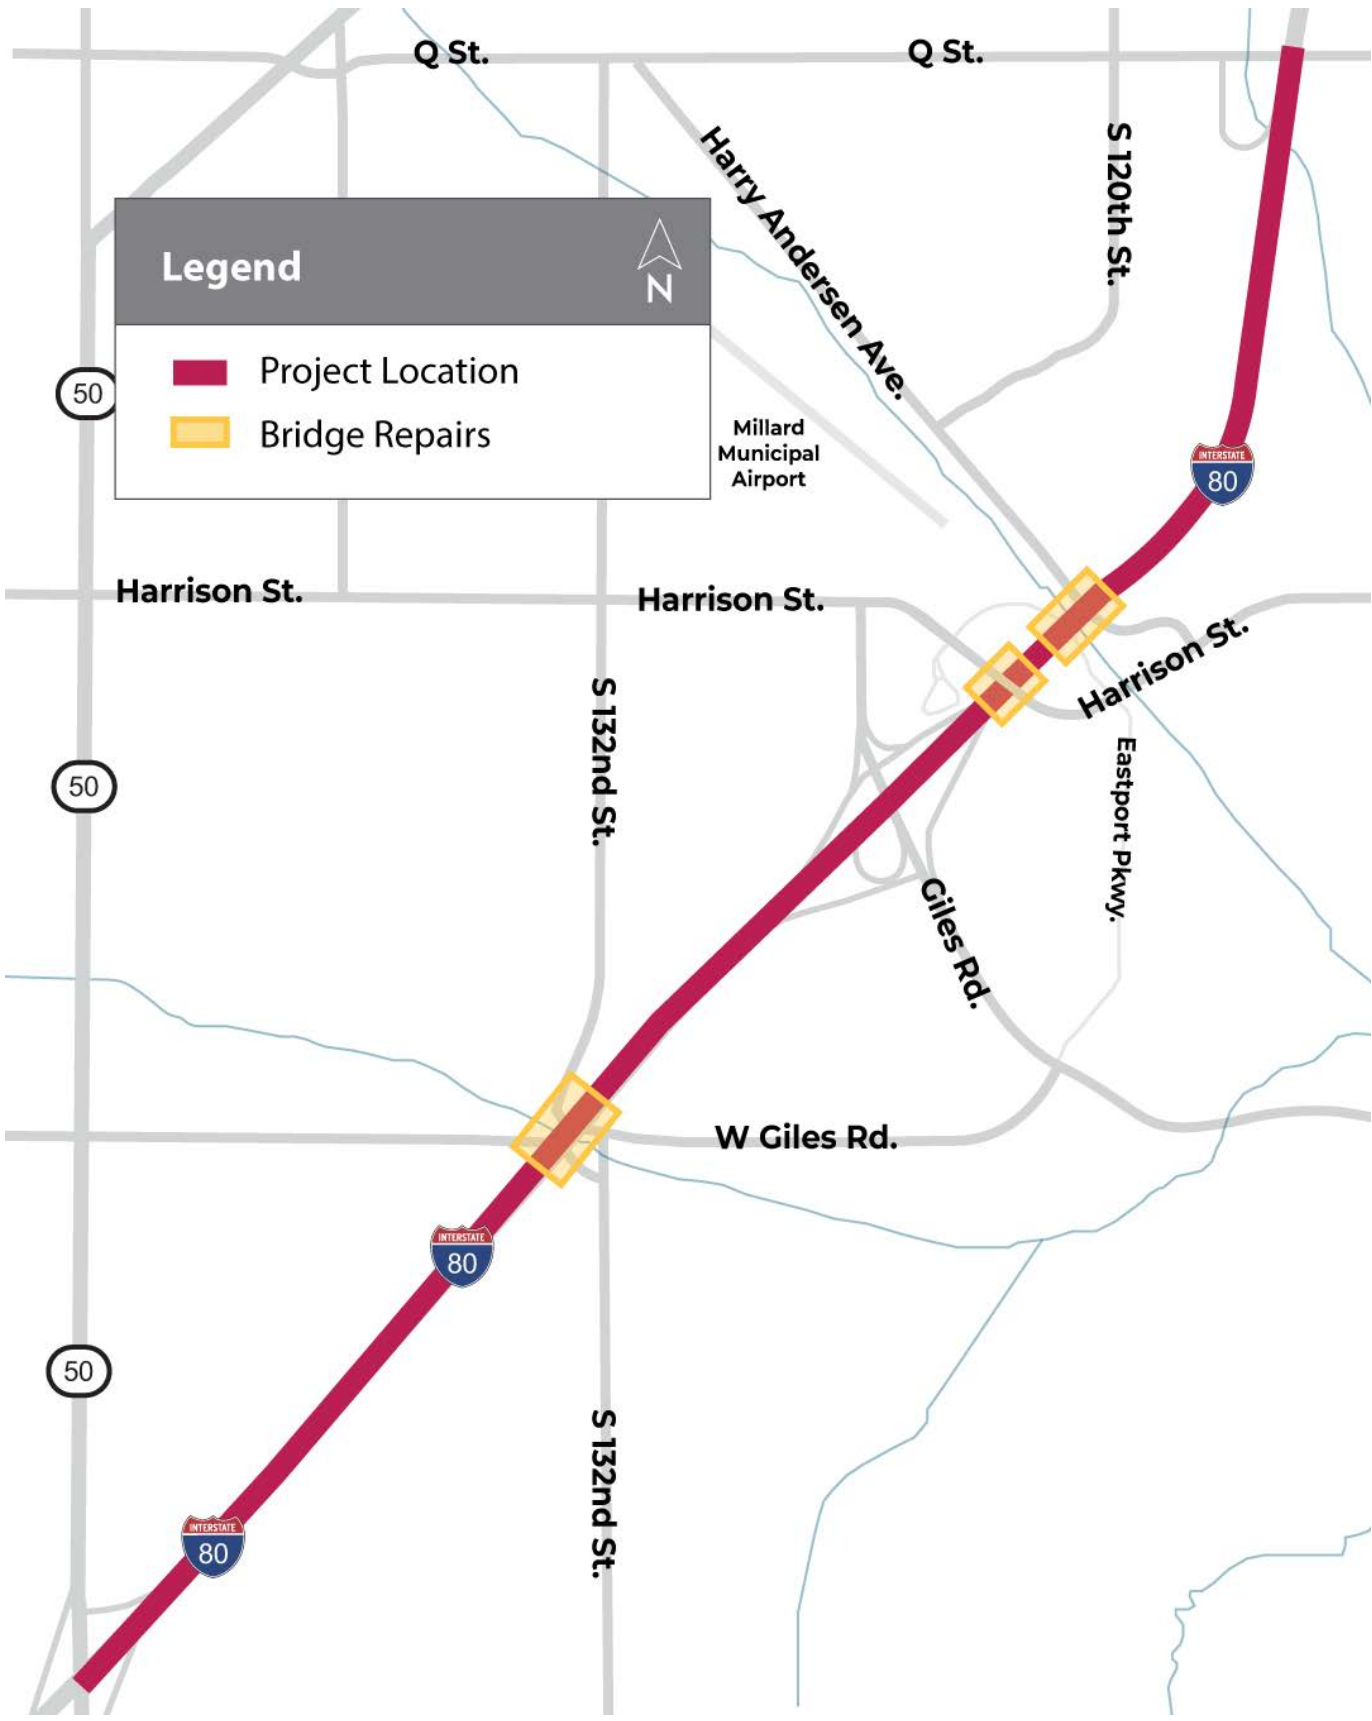 Q St.
Q St.
Harry Andersen Ave.
S 120th St.
Legend
N
Project Location
Bridge Repairs
50
Millard
Municipal
Airport
INTERSTATE
80
Harrison St.
Harrison St.
Harrison St.
S 132nd St.
50
Eastport Pkwy.
Giles Rd.
W Giles Rd.
INTERSTATE
80
50
S 132nd St.
INTERSTATE
80